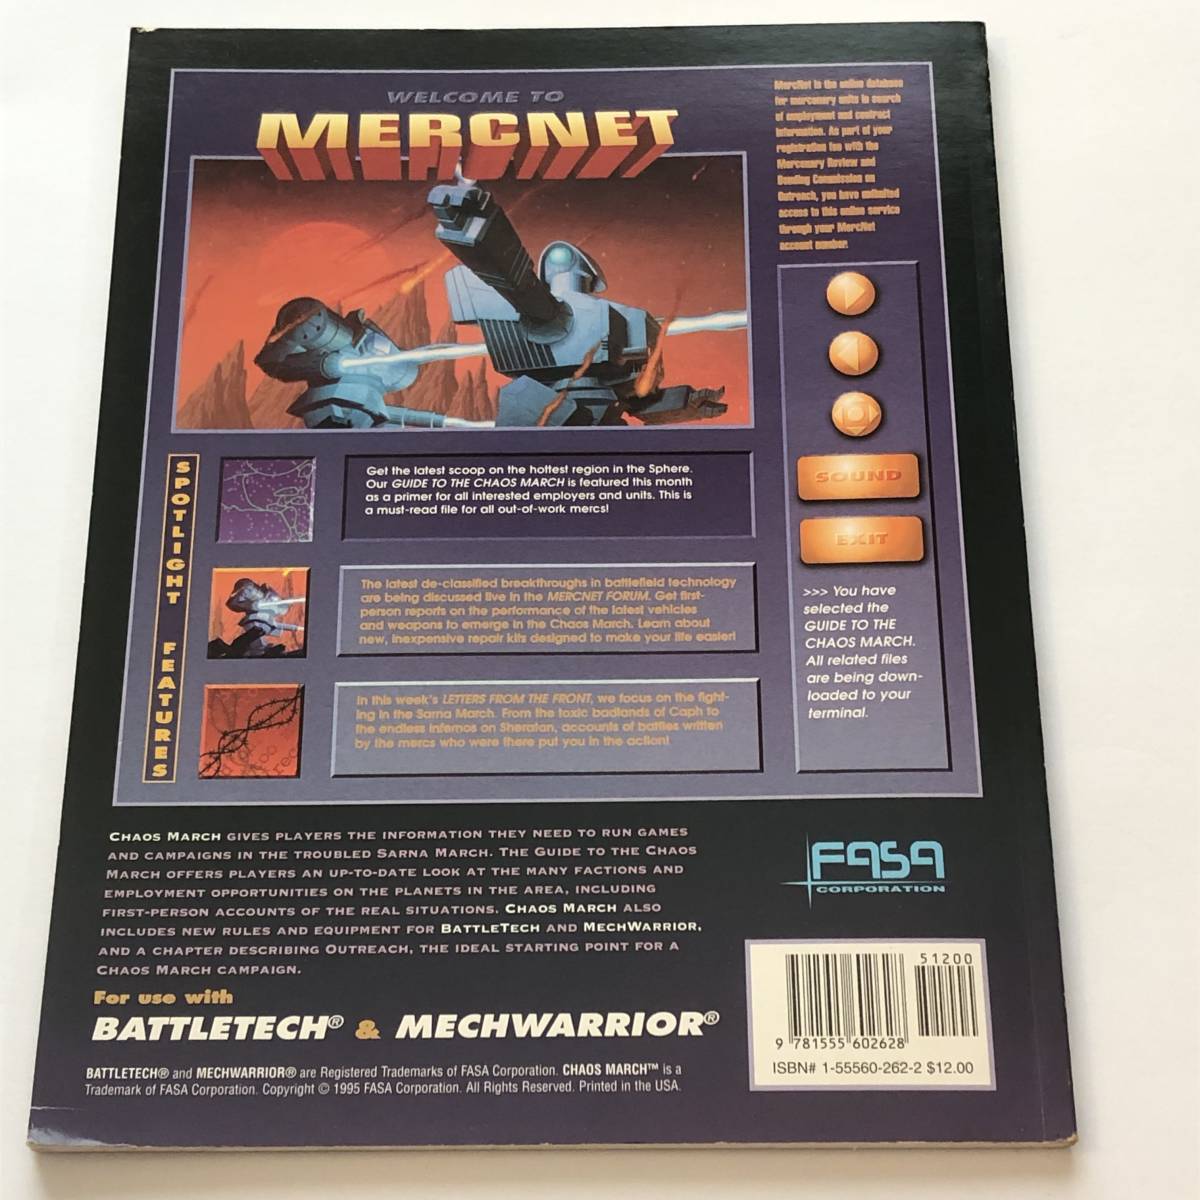 WELCOME TO
MERCNET
MercNet is the online database
for mercenary units in search
of employment and contract
information. As part of your
registration fee with the
Mercenary Review and
Bonding Commission on
Outreach, you have unlimited
access to this online service
through your MercNet
account number.
SOUND
EXIT
>>> You have
selected the
GUIDE TO THE
CHAOS MARCH.
All related files
are being down-
loaded to your
terminal.
SPOTLIGHT FEATURES
Get the latest scoop on the hottest region in the Sphere.
Our GUIDE TO THE CHAOS MARCH is featured this month
as a primer for all interested employers and units. This is
a must-read file for all out-of-work mercs!
The latest de-classified breakthroughs in battlefield technology
are being discussed live in the MERCNET FORUM. Get first-
person reports on the performance of the latest vehicles
and weapons to emerge in the Chaos March. Learn about
new, inexpensive repair kits designed to make your life easier!
In this week's LETTERS FROM THE FRONT, we focus on the fight-
ing in the Sarna March. From the toxic badlands of Caph to
the endless infernos on Sheratan, accounts of battles written
by the mercs who were there put you in the action!
CHAOS MARCH GIVES PLAYERS THE INFORMATION THEY NEED TO RUN GAMES
AND CAMPAIGNS IN THE TROUBLED SARNA MARCH. THE GUIDE TO THE CHAOS
MARCH OFFERS PLAYERS AN UP-TO-DATE LOOK AT THE MANY FACTIONS AND
EMPLOYMENT OPPORTUNITIES ON THE PLANETS IN THE AREA, INCLUDING
FIRST-PERSON ACCOUNTS OF THE REAL SITUATIONS. CHAOS MARCH ALSO
INCLUDES NEW RULES AND EQUIPMENT FOR BATTLETECH AND MECHWARRIOR,
AND A CHAPTER DESCRIBING OUTREACH, THE IDEAL STARTING POINT FOR A
CHAOS MARCH CAMPAIGN.
For use with
BATTLETECH® & MECHWARRIOR®
BATTLETECH® and MECHWARRIOR® are Registered Trademarks of FASA Corporation. CHAOS MARCH™ is a
Trademark of FASA Corporation. Copyright © 1995 FASA Corporation. All Rights Reserved. Printed in the USA.
FASA
CORPORATION
51200
9 781555 602628
ISBN# 1-55560-262-2 $12.00